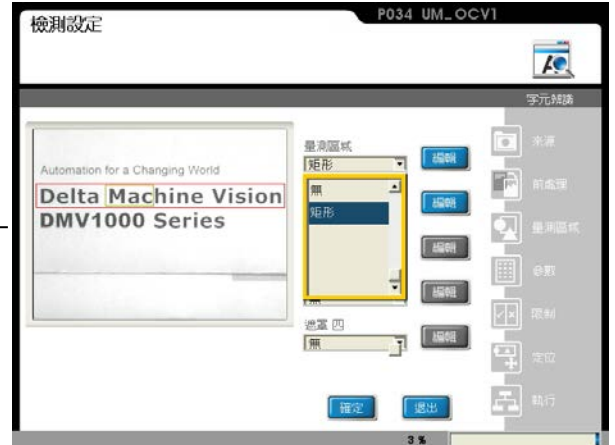 檢測設定
P034 UM_OCV1
字元辨識
Automation for a Changing World
Delta Machine Vision
DMV1000 Series
量測區域
矩形
編輯
無
矩形
編輯
編輯
編輯
無
遮罩 四
無
編輯
來源
前處理
量測區域
參數
限制
定位
執行
確定
退出
3 %